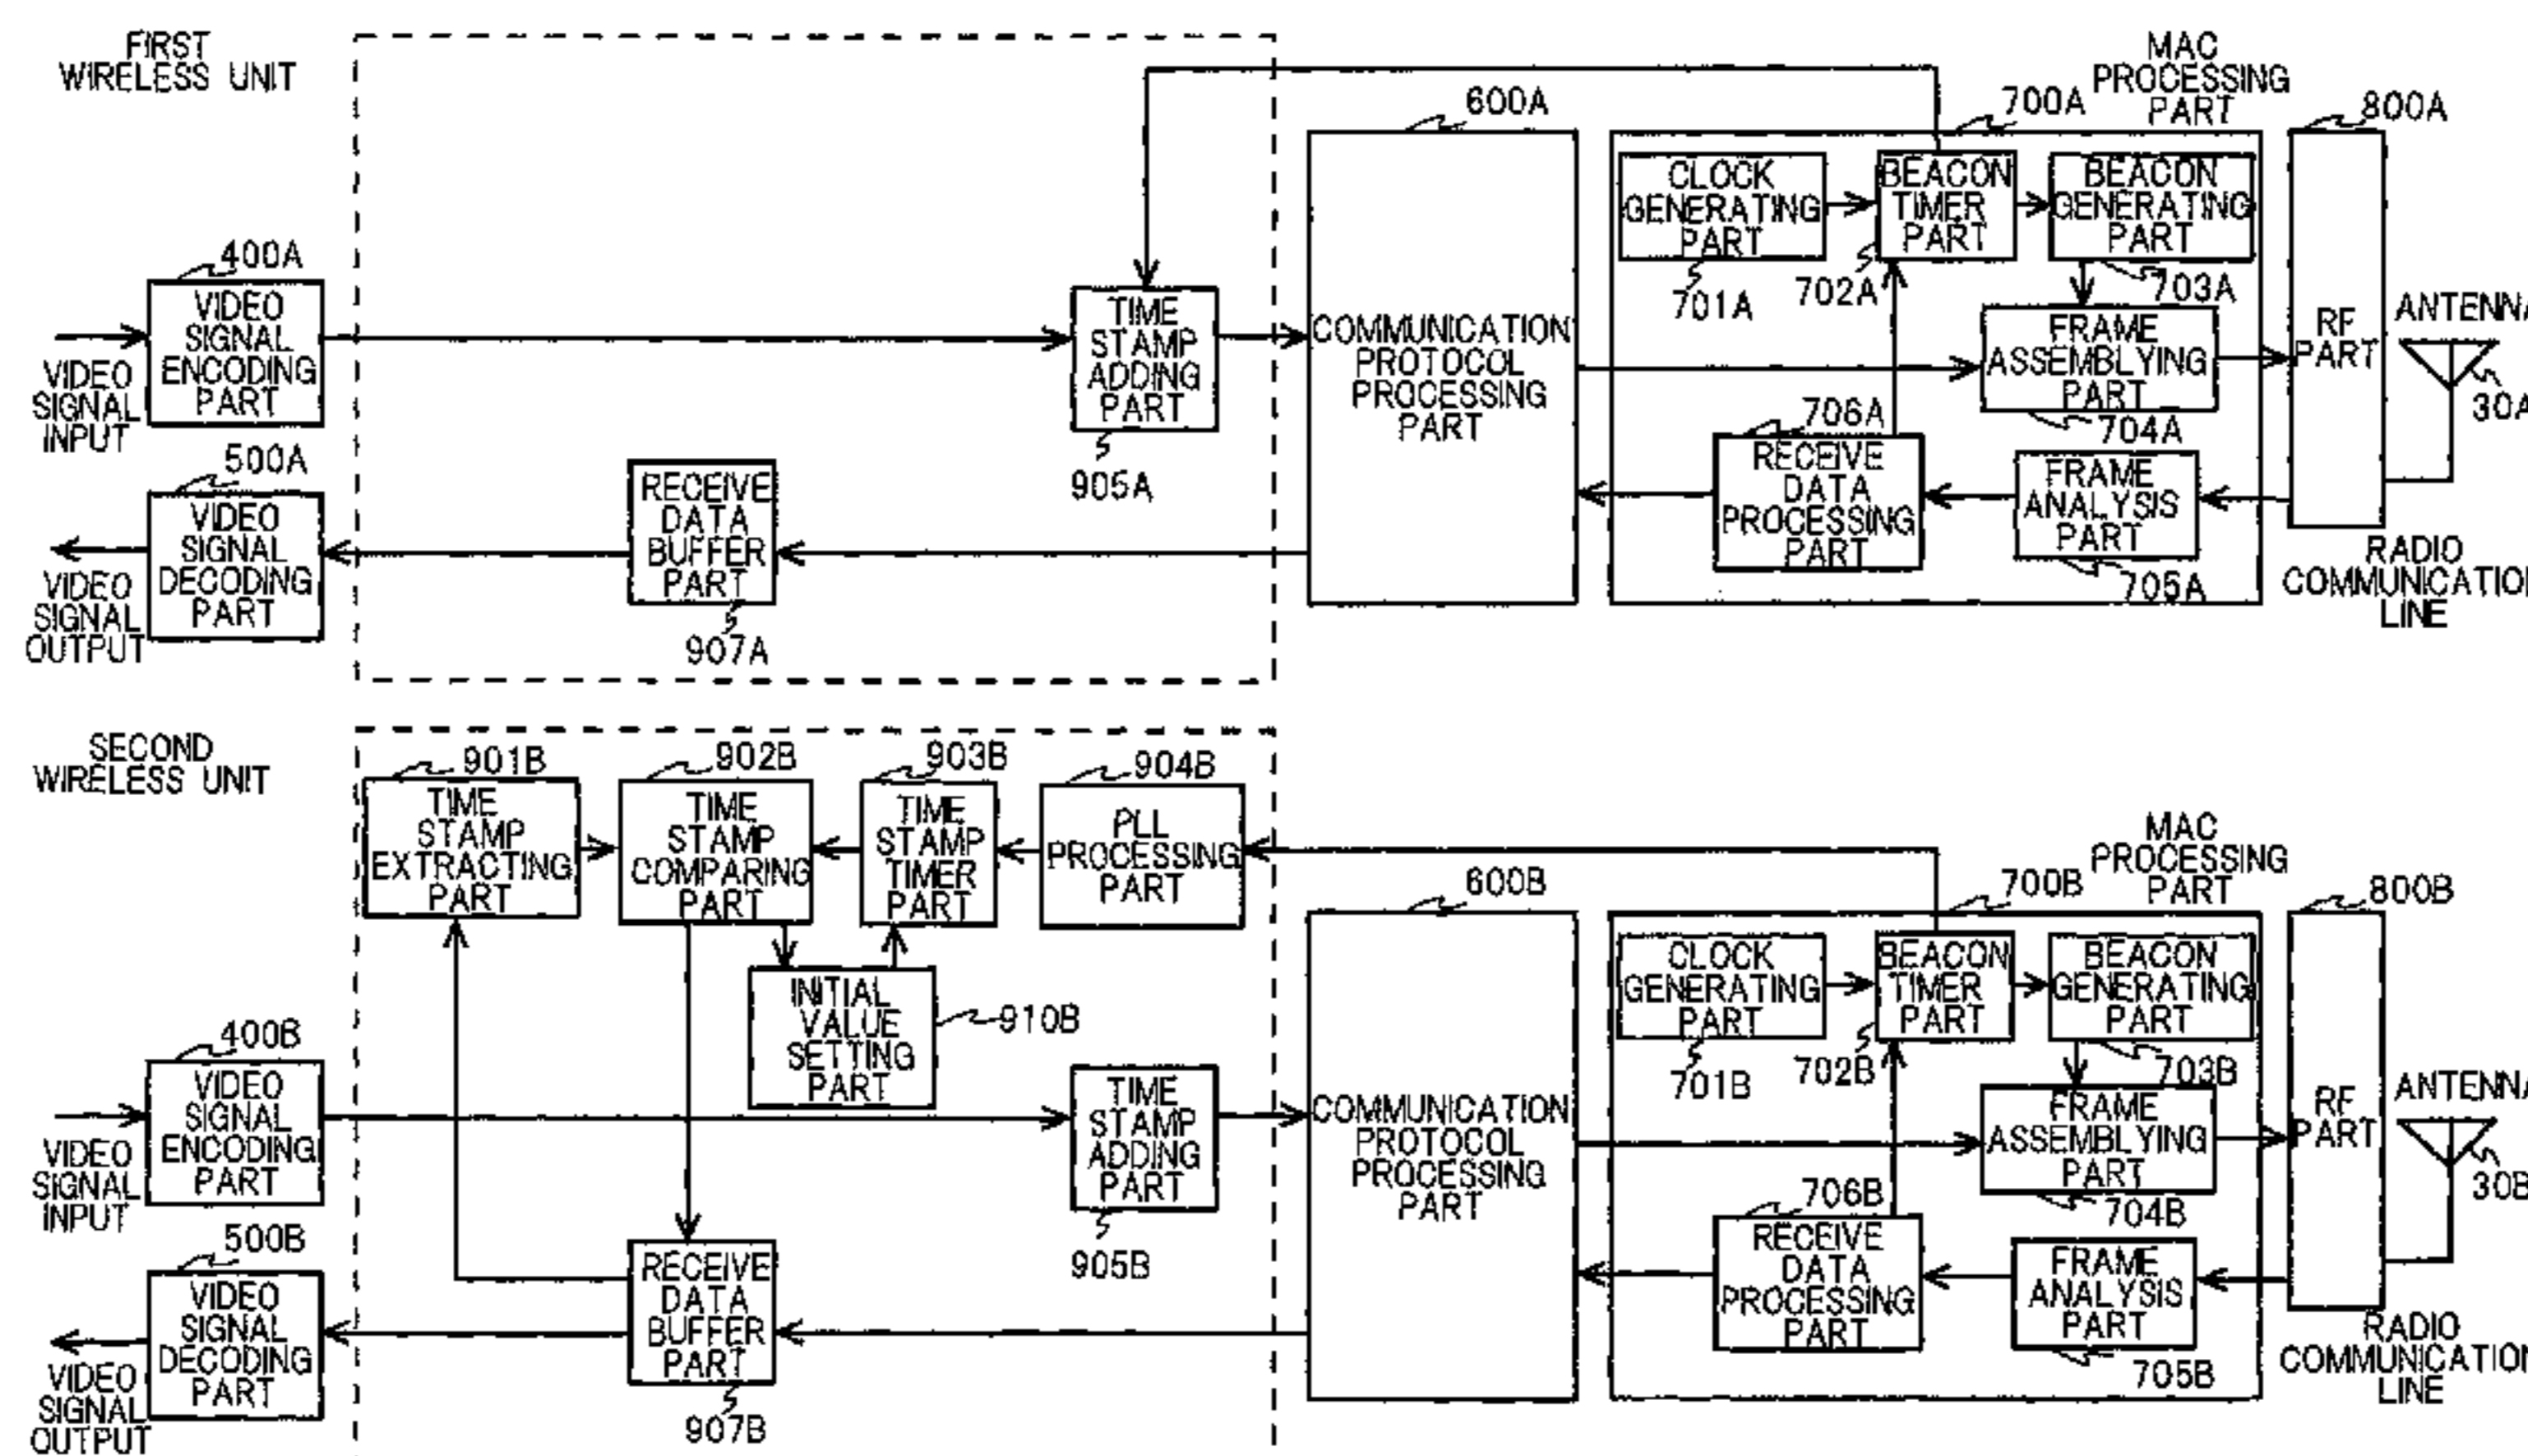 FIRST
WIRELESS UNIT
MAC
PROCESSING
PART
600A
700A
800A
CLOCK
GENERATING
PART
BEACON
TIMER
PART
BEACON
GENERATING
PART
400A
701A
702A
703A
VIDEO
SIGNAL
ENCODING
PART
TIME
STAMP
ADDING
PART
COMMUNICATION
PROTOCOL
PROCESSING
PART
FRAME
ASSEMBLYING
PART
RF
PART
ANTENNA
30A
VIDEO
SIGNAL
INPUT
905A
706A
704A
500A
VIDEO
SIGNAL
DECODING
PART
RECEIVE
DATA
BUFFER
PART
RECEIVE
DATA
PROCESSING
PART
FRAME
ANALYSIS
PART
705A
VIDEO
SIGNAL
OUTPUT
907A
RADIO
COMMUNICATION
LINE
SECOND
WIRELESS UNIT
901B
902B
903B
904B
TIME
STAMP
EXTRACTING
PART
TIME
STAMP
COMPARING
PART
TIME
STAMP
TIMER
PART
PLL
PROCESSING
PART
MAC
PROCESSING
PART
600B
700B
800B
INITIAL
VALUE
SETTING
PART
910B
CLOCK
GENERATING
PART
BEACON
TIMER
PART
BEACON
GENERATING
PART
400B
701B
702B
703B
VIDEO
SIGNAL
ENCODING
PART
TIME
STAMP
ADDING
PART
COMMUNICATION
PROTOCOL
PROCESSING
PART
FRAME
ASSEMBLYING
PART
RF
PART
ANTENNA
30B
VIDEO
SIGNAL
INPUT
905B
706B
704B
500B
VIDEO
SIGNAL
DECODING
PART
RECEIVE
DATA
BUFFER
PART
RECEIVE
DATA
PROCESSING
PART
FRAME
ANALYSIS
PART
705B
VIDEO
SIGNAL
OUTPUT
907B
RADIO
COMMUNICATION
LINE